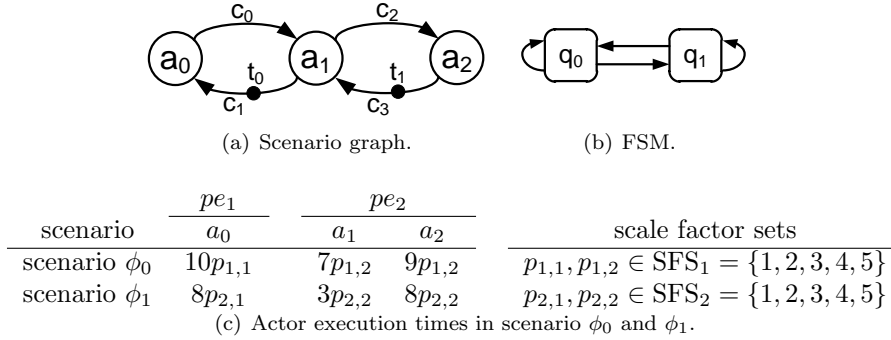 c₀ c₂
a₀ a₁ a₂ q₀ q₁
t₀ t₁
c₁ c₃
(a) Scenario graph. (b) FSM.
pe₁ pe₂
scenario a₀ a₁ a₂ scale factor sets
scenario ϕ₀ 10p₁,₁ 7p₁,₂ 9p₁,₂ p₁,₁, p₁,₂ ∈ SFS₁ = {1, 2, 3, 4, 5}
scenario ϕ₁ 8p₂,₁ 3p₂,₂ 8p₂,₂ p₂,₁, p₂,₂ ∈ SFS₂ = {1, 2, 3, 4, 5}
(c) Actor execution times in scenario ϕ₀ and ϕ₁.